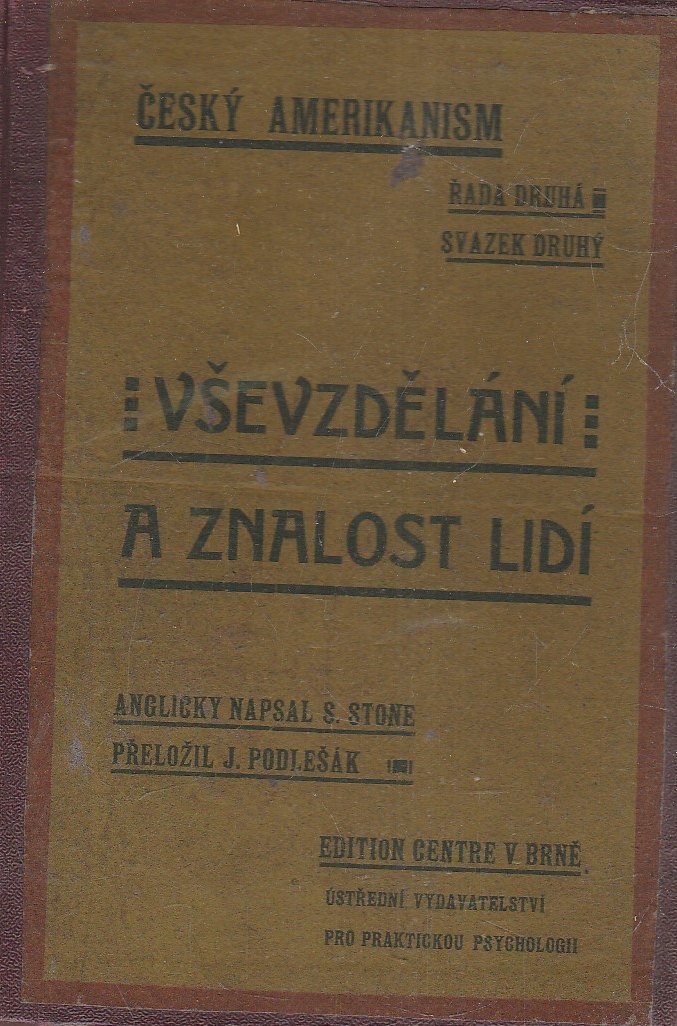 ČESKÝ AMERIKANISM
ŘADA DRUHÁ
SVAZEK DRUHÝ
VŠEVZDĚLÁNÍ
A ZNALOST LIDÍ
ANGLICKY NAPSAL S. STONE
PŘELOŽIL J. PODLEŠÁK
EDITION CENTRE V BRNĚ.
ÚSTŘEDNÍ VYDAVATELSTVÍ
PRO PRAKTICKOU PSYCHOLOGII